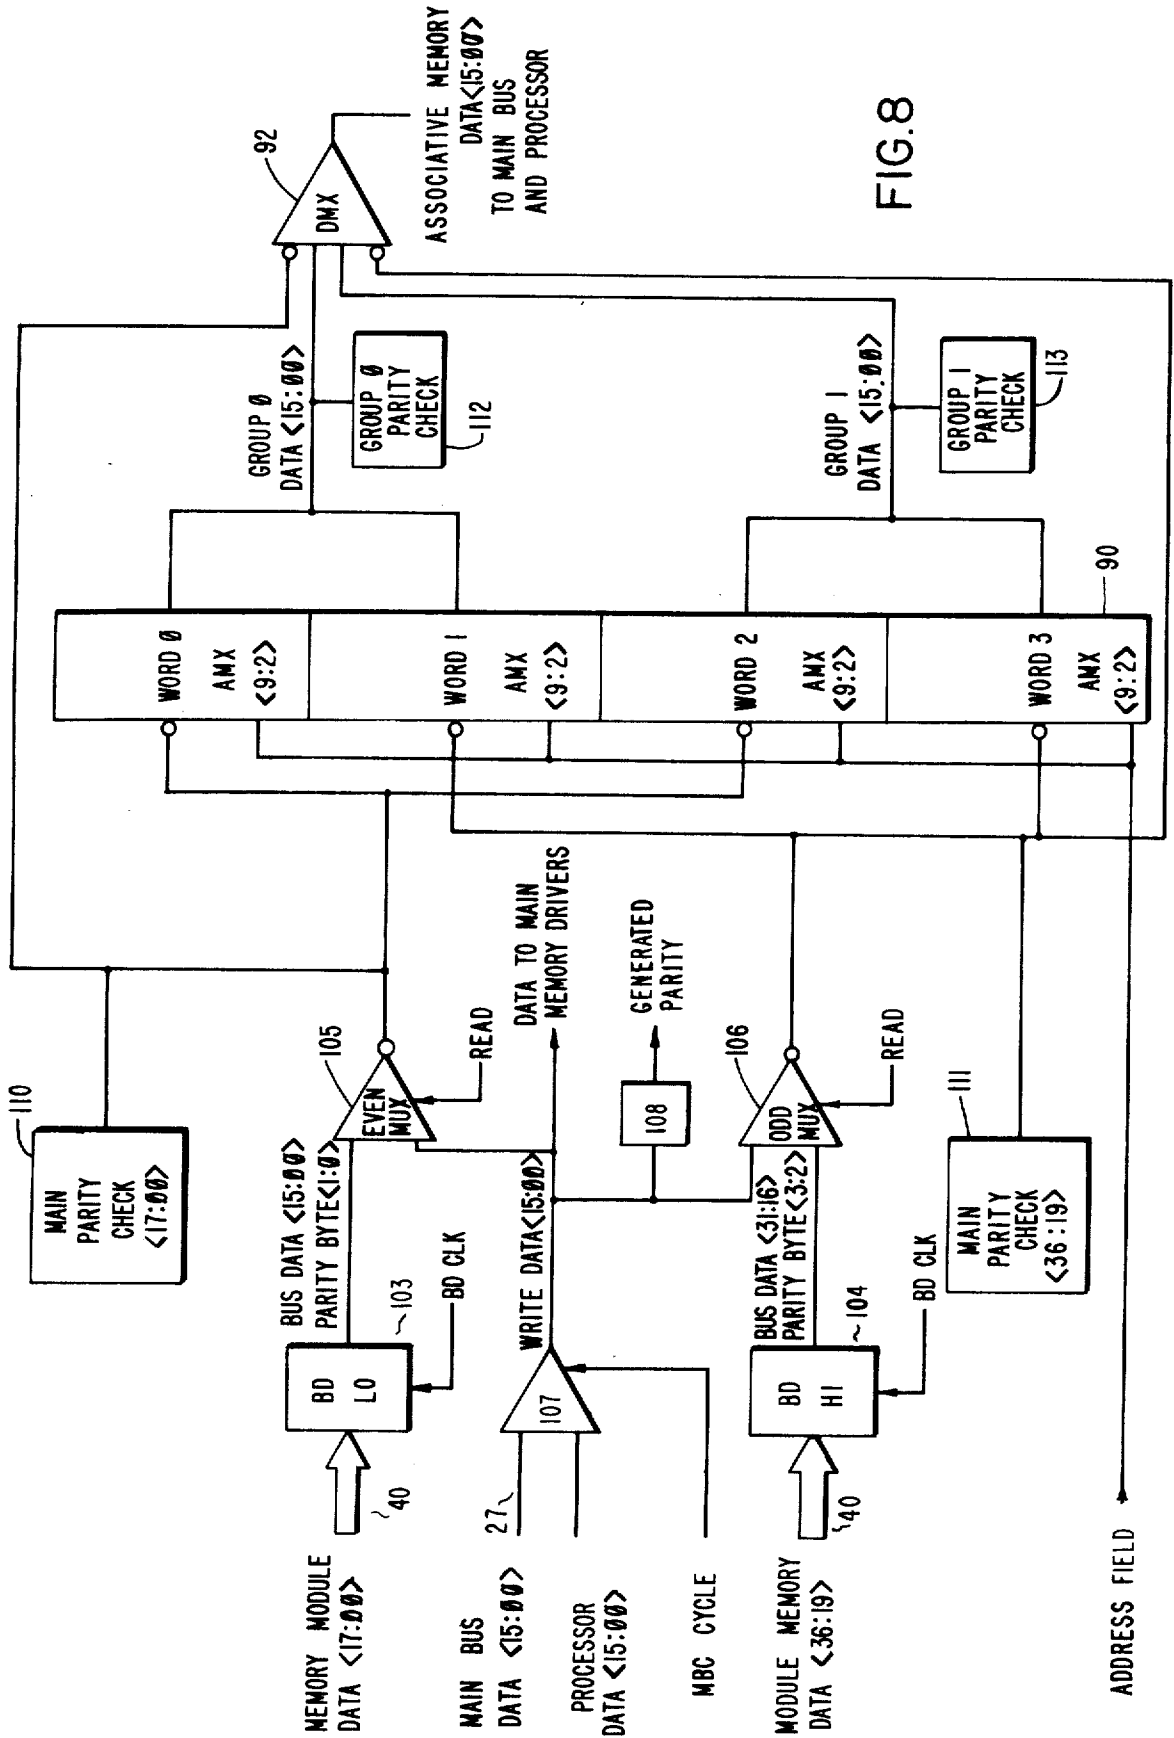 MEMORY MODULE
DATA <17:00>
40
BD
LO
103
BD CLK
BUS DATA <15:00>
PARITY BYTE <1:0>
MAIN
PARITY
CHECK
<17:00>
110
EVEN
MUX
105
READ
MAIN BUS
DATA <15:00>
27
PROCESSOR
DATA <15:00>
MBC CYCLE
107
WRITE DATA <15:00>
DATA TO MAIN
MEMORY DRIVERS
108
GENERATED
PARITY
MODULE MEMORY
DATA <36:19>
40
BD
HI
104
BD CLK
BUS DATA <31:16>
PARITY BYTE <3:2>
ODD
MUX
106
READ
MAIN
PARITY
CHECK
<36:19>
111
ADDRESS FIELD
WORD 0
AMX
<9:2>
WORD 1
AMX
<9:2>
WORD 2
AMX
<9:2>
WORD 3
AMX
<9:2>
90
GROUP 0
DATA <15:00>
GROUP 0
PARITY
CHECK
112
GROUP 1
DATA <15:00>
GROUP 1
PARITY
CHECK
113
DMX
92
ASSOCIATIVE MEMORY
DATA <15:00>
TO MAIN BUS
AND PROCESSOR
FIG.8